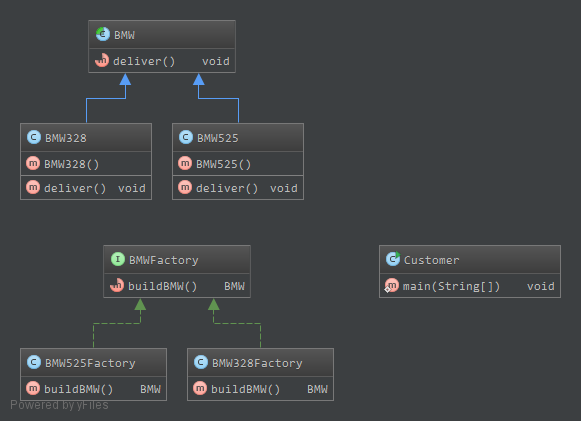 BMW
deliver() void
BMW328
BMW328()
deliver() void
BMW525
BMW525()
deliver() void
BMWFactory
buildBMW() BMW
Customer
main(String[]) void
BMW525Factory
buildBMW() BMW
BMW328Factory
buildBMW() BMW
Powered by yFiles